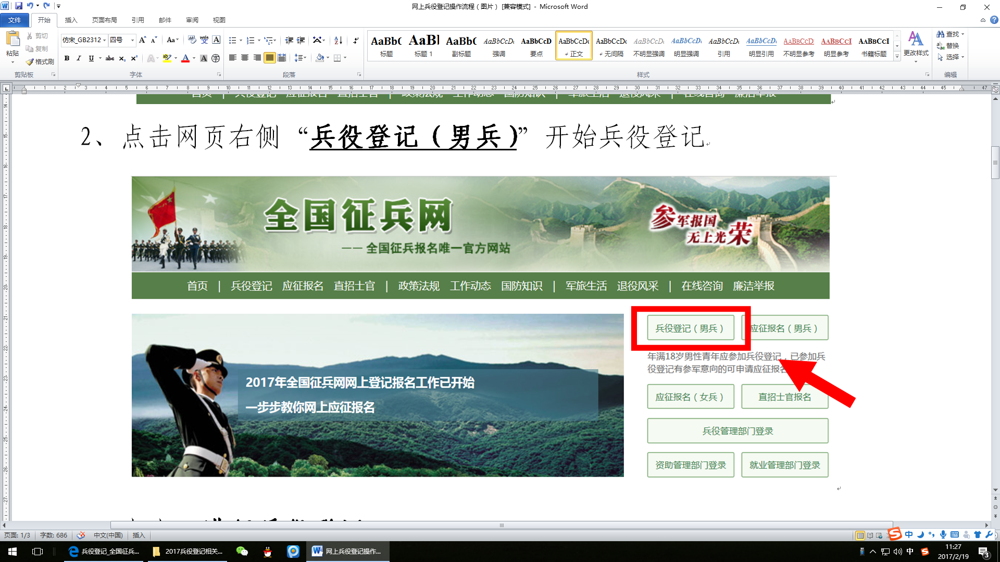 网上兵役登记操作流程（图片） [兼容模式] - Microsoft Word
文件 开始 插入 页面布局 引用 邮件 审阅 视图
粘贴 剪切 复制 格式刷
仿宋_GB2312 四号
AaBbC AaBl AaBbC AaBbCcD AaBbCcD AaBbCcDc AaBbCcDc AaBbCcD AaBbCcD AaBbCcD AaBbCcD AaBbCcD AaBbCcI AaBbCcI
标题 标题 1 副标题 强调 要点 正文 无间隔 不明显强调 明显强调 引用 明显引用 不明显参考 明显参考 书籍标题
更改样式
查找
替换
选择
剪贴板 字体 段落 样式 编辑
2、点击网页右侧“兵役登记（男兵）”开始兵役登记
全国征兵网
—— 全国征兵报名唯一官方网站
参军报国
无上光荣
首页 | 兵役登记 应征报名 直招士官 | 政策法规 工作动态 国防知识 | 军旅生活 退役风采 | 在线咨询 廉洁举报
2017年全国征兵网网上登记报名工作已开始
一步步教你网上应征报名
兵役登记（男兵） 应征报名（男兵）
年满18岁男性青年应参加兵役登记，已参加兵
役登记有参军意向的可申请应征报名
应征报名（女兵） 直招士官报名
兵役管理部门登录
资助管理部门登录 就业管理部门登录
页面: 1/3 字数: 686 中文(中国) 插入
中
兵役登记_全国征兵... 2017兵役登记相关... 网上兵役登记操作...
中
11:27
2017/2/19
3